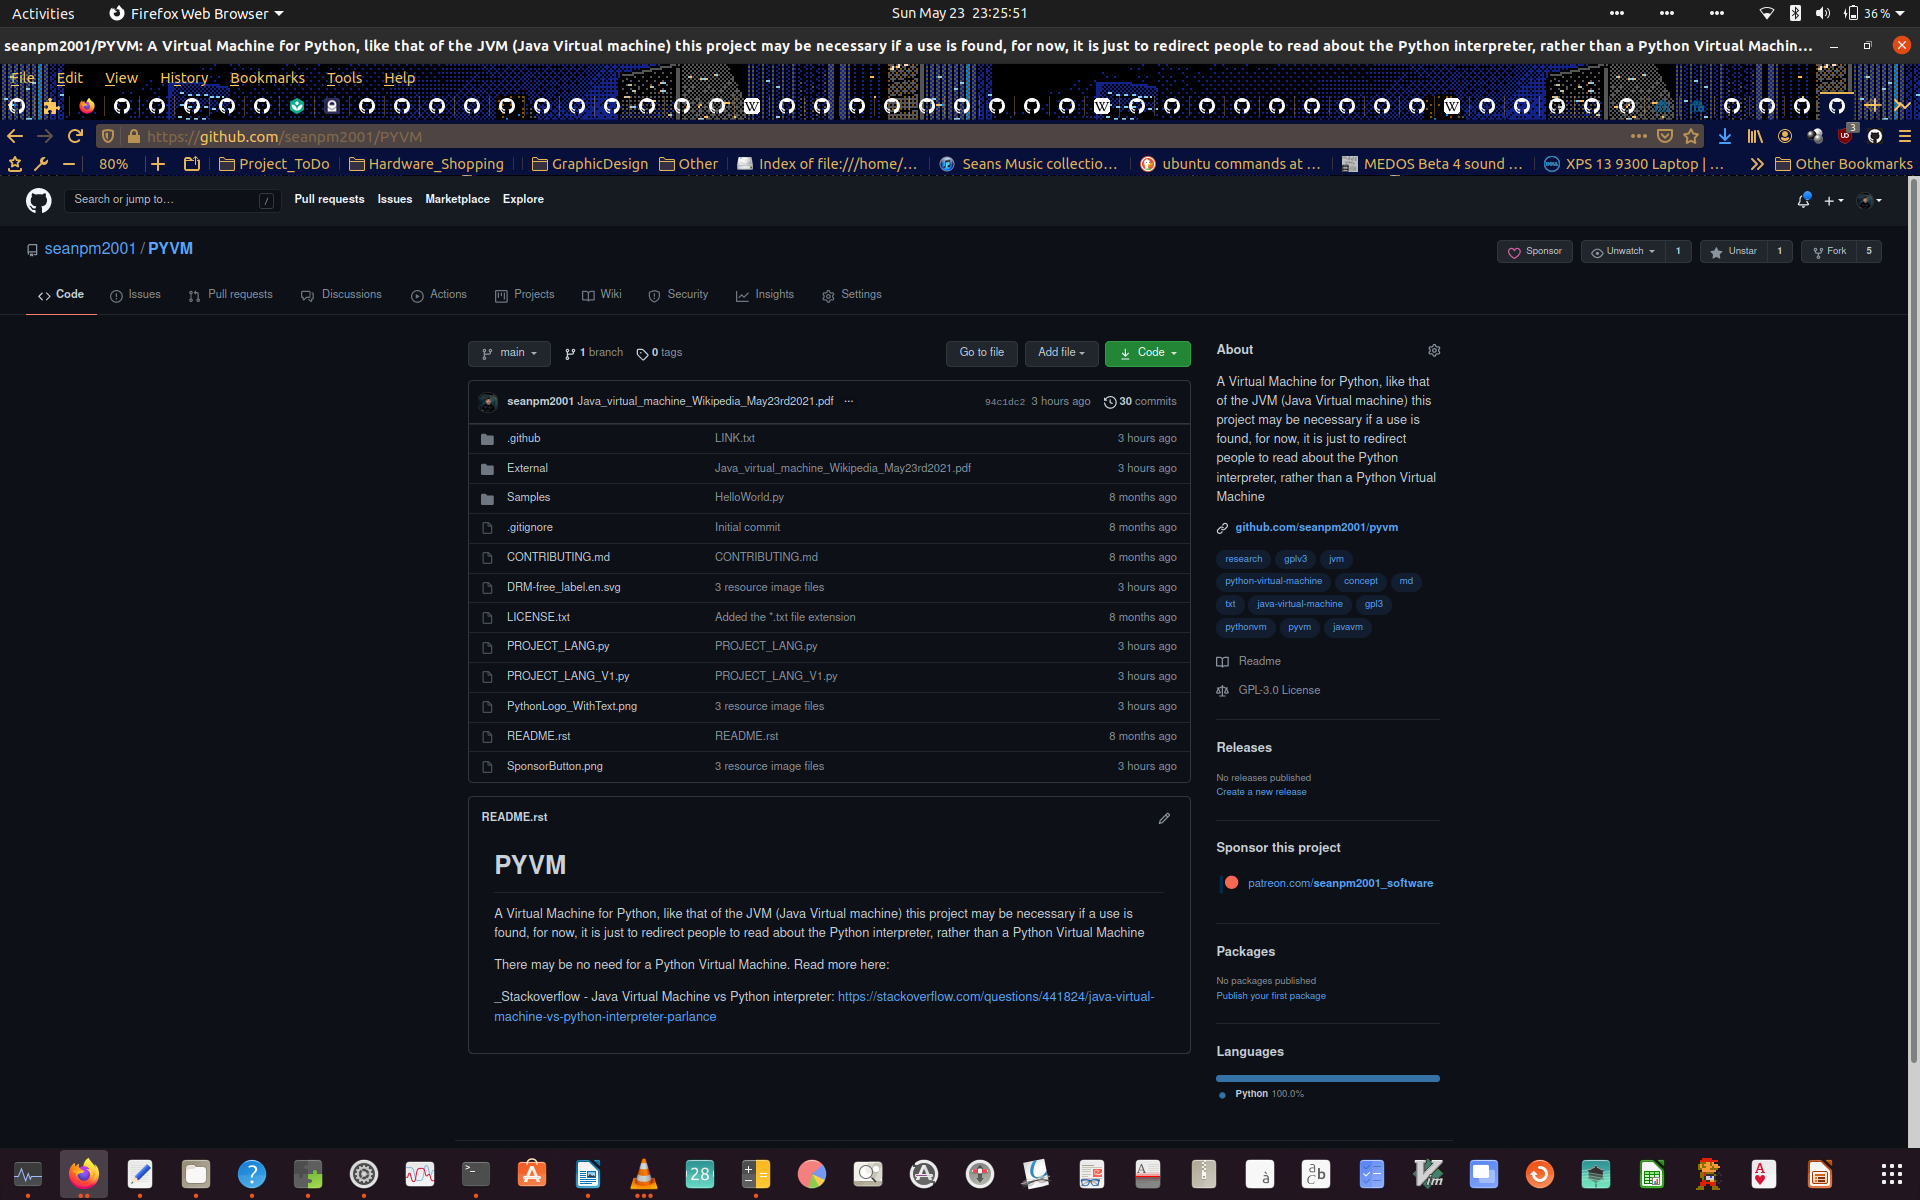 Activities Firefox Web Browser Sun May 23 23:25:51 36 %
seanpm2001/PYVM: A Virtual Machine for Python, like that of the JVM (Java Virtual machine) this project may be necessary if a use is found, for now, it is just to redirect people to read about the Python interpreter, rather than a Python Virtual Machin...
File Edit View History Bookmarks Tools Help
https://github.com/seanpm2001/PYVM 3
80% Project_ToDo Hardware_Shopping GraphicDesign Other Index of file:///home/... Seans Music collectio... ubuntu commands at ... MEDOS Beta 4 sound ... XPS 13 9300 Laptop | ... Other Bookmarks
Search or jump to... / Pull requests Issues Marketplace Explore
seanpm2001 / PYVM Sponsor Unwatch 1 Unstar 1 Fork 5
Code Issues Pull requests Discussions Actions Projects Wiki Security Insights Settings
main 1 branch 0 tags Go to file Add file Code
seanpm2001 Java_virtual_machine_Wikipedia_May23rd2021.pdf ... 94c1dc2 3 hours ago 30 commits
.github LINK.txt 3 hours ago
External Java_virtual_machine_Wikipedia_May23rd2021.pdf 3 hours ago
Samples HelloWorld.py 8 months ago
.gitignore Initial commit 8 months ago
CONTRIBUTING.md CONTRIBUTING.md 8 months ago
DRM-free_label.en.svg 3 resource image files 3 hours ago
LICENSE.txt Added the *.txt file extension 8 months ago
PROJECT_LANG.py PROJECT_LANG.py 3 hours ago
PROJECT_LANG_V1.py PROJECT_LANG_V1.py 3 hours ago
PythonLogo_WithText.png 3 resource image files 3 hours ago
README.rst README.rst 8 months ago
SponsorButton.png 3 resource image files 3 hours ago
README.rst
PYVM
A Virtual Machine for Python, like that of the JVM (Java Virtual machine) this project may be necessary if a use is
found, for now, it is just to redirect people to read about the Python interpreter, rather than a Python Virtual Machine
There may be no need for a Python Virtual Machine. Read more here:
_Stackoverflow - Java Virtual Machine vs Python interpreter: https://stackoverflow.com/questions/441824/java-virtual-
machine-vs-python-interpreter-parlance
About
A Virtual Machine for Python, like that
of the JVM (Java Virtual machine) this
project may be necessary if a use is
found, for now, it is just to redirect
people to read about the Python
interpreter, rather than a Python Virtual
Machine
github.com/seanpm2001/pyvm
research gplv3 jvm
python-virtual-machine concept md
txt java-virtual-machine gpl3
pythonvm pyvm javavm
Readme
GPL-3.0 License
Releases
No releases published
Create a new release
Sponsor this project
patreon.com/seanpm2001_software
Packages
No packages published
Publish your first package
Languages
Python 100.0%
28